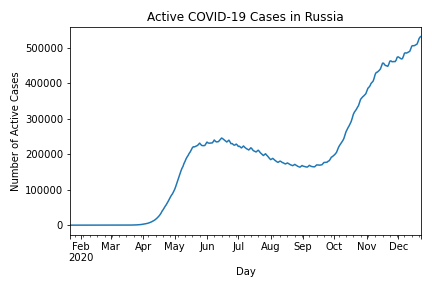 Active COVID-19 Cases in Russia
Number of Active Cases
500000
400000
300000
200000
100000
0
Feb Mar Apr May Jun Jul Aug Sep Oct Nov Dec
2020
Day